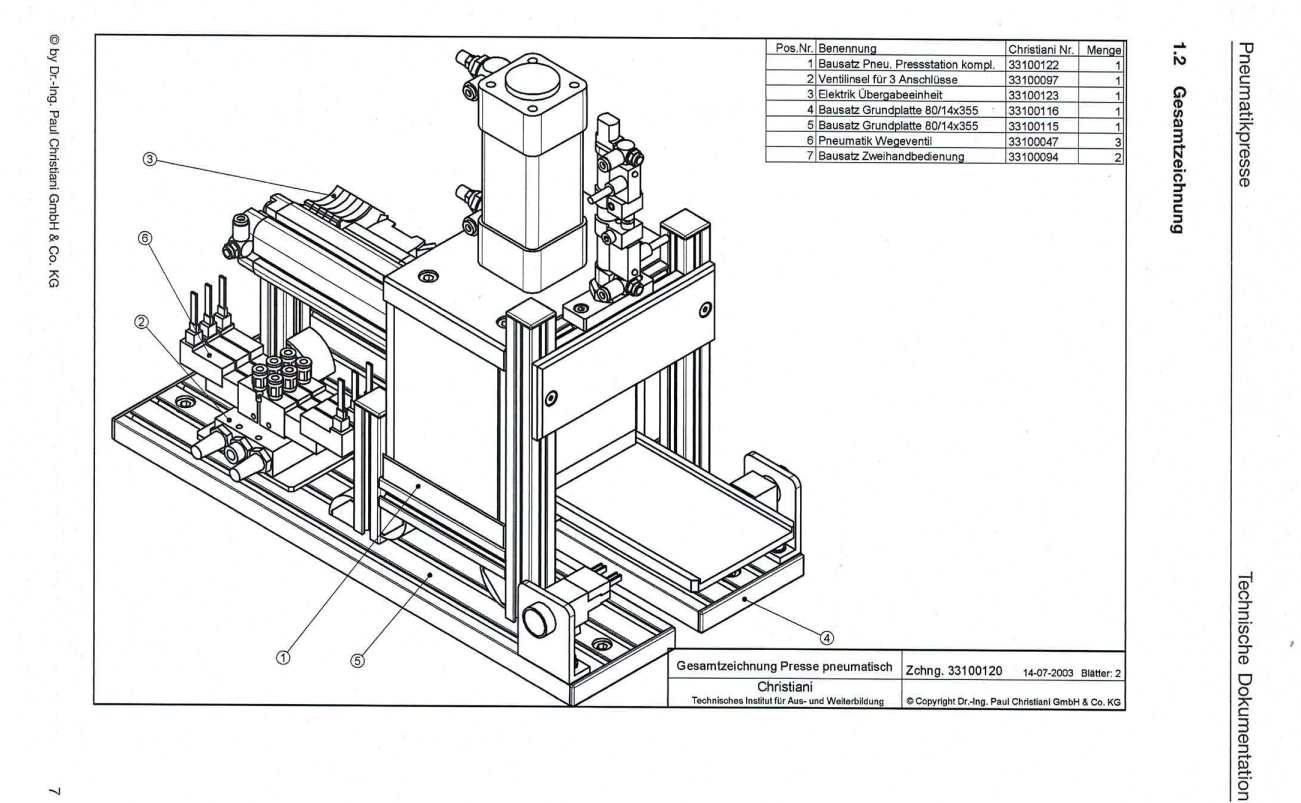 Pneumatikpresse
Technische Dokumentation
1.2 Gesamtzeichnung
Pos.Nr. Benennung Christiani Nr. Menge
1 Bausatz Pneu. Pressstation kompl. 33100122 1
2 Ventilinsel für 3 Anschlüsse 33100097 1
3 Elektrik Übergabeeinheit 33100123 1
4 Bausatz Grundplatte 80/14x355 33100116 1
5 Bausatz Grundplatte 80/14x355 33100115 1
6 Pneumatik Wegeventil 33100047 3
7 Bausatz Zweihandbedienung 33100094 2
3
6
2
1
5
4
Gesamtzeichnung Presse pneumatisch
Zchng. 33100120 14-07-2003 Blätter: 2
Christiani
Technisches Institut für Aus- und Weiterbildung
© Copyright Dr.-Ing. Paul Christiani GmbH & Co. KG
© by Dr.-Ing. Paul Christiani GmbH & Co. KG
7